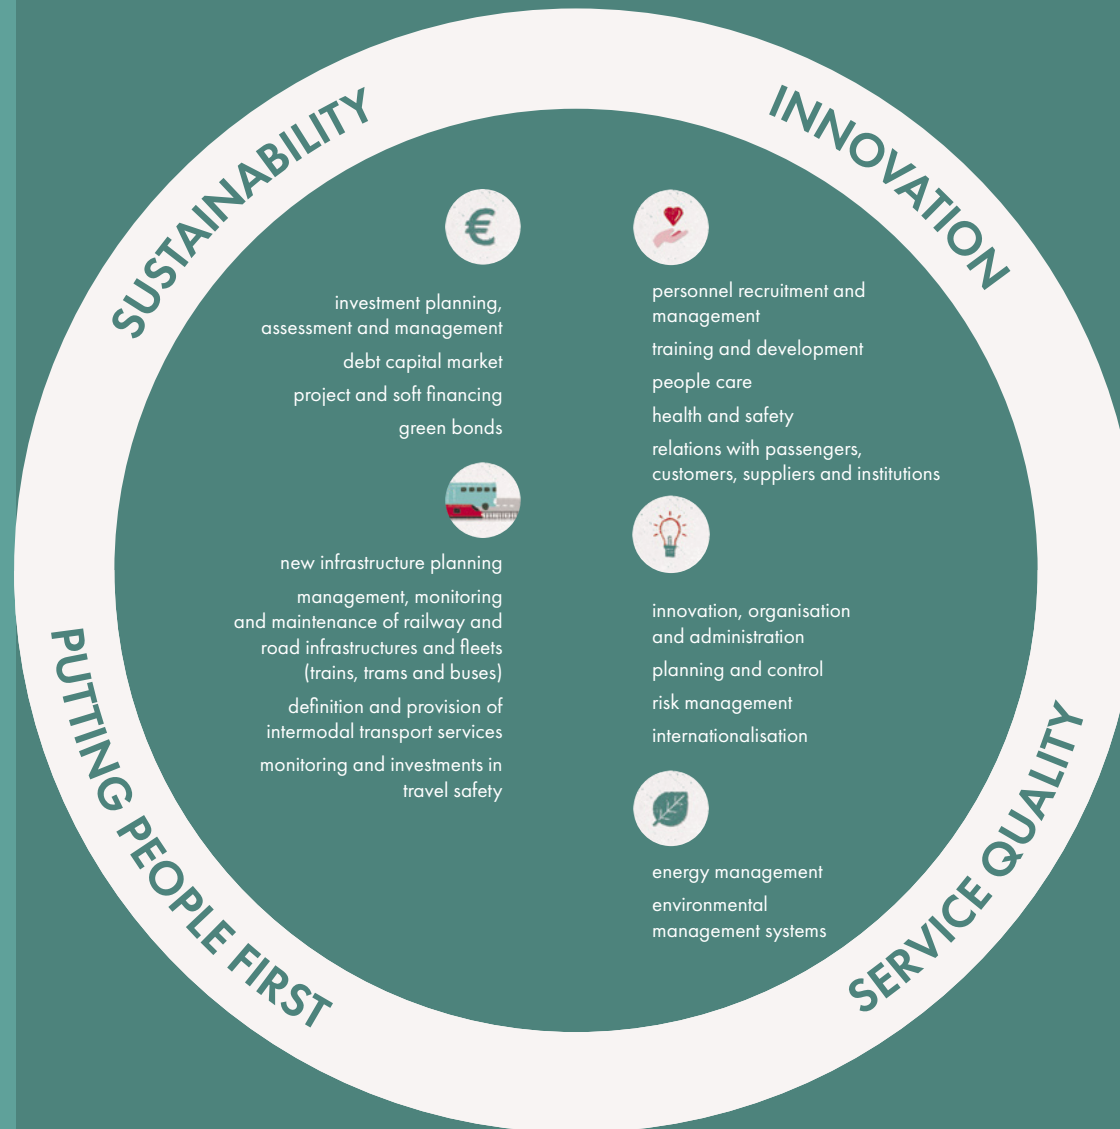 SUSTAINABILITY
INNOVATION
€
investment planning,
assessment and management
debt capital market
project and soft financing
green bonds
new infrastructure planning
management, monitoring
and maintenance of railway and
road infrastructures and fleets
(trains, trams and buses)
definition and provision of
intermodal transport services
monitoring and investments in
travel safety
personnel recruitment and
management
training and development
people care
health and safety
relations with passengers,
customers, suppliers and institutions
innovation, organisation
and administration
planning and control
risk management
internationalisation
energy management
environmental
management systems
PUTTING PEOPLE FIRST
SERVICE QUALITY